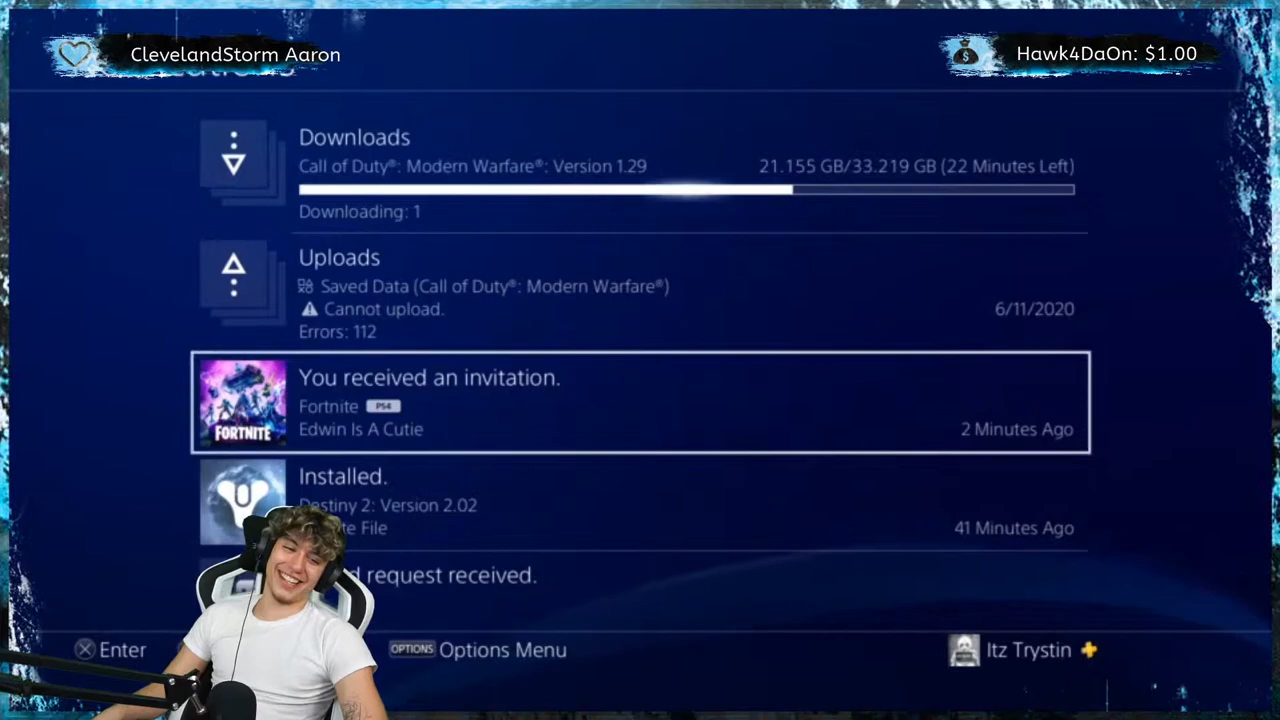 ClevelandStorm Aaron
Hawk4DaOn: $1.00
Downloads
Call of Duty®: Modern Warfare®: Version 1.29
21.155 GB/33.219 GB (22 Minutes Left)
Downloading: 1
Uploads
Saved Data (Call of Duty®: Modern Warfare®)
Cannot upload.
6/11/2020
Errors: 112
You received an invitation.
Fortnite PS4
Edwin Is A Cutie
2 Minutes Ago
FORTNITE
Installed.
Destiny 2: Version 2.02
File
41 Minutes Ago
request received.
Enter
OPTIONS Options Menu
Itz Trystin